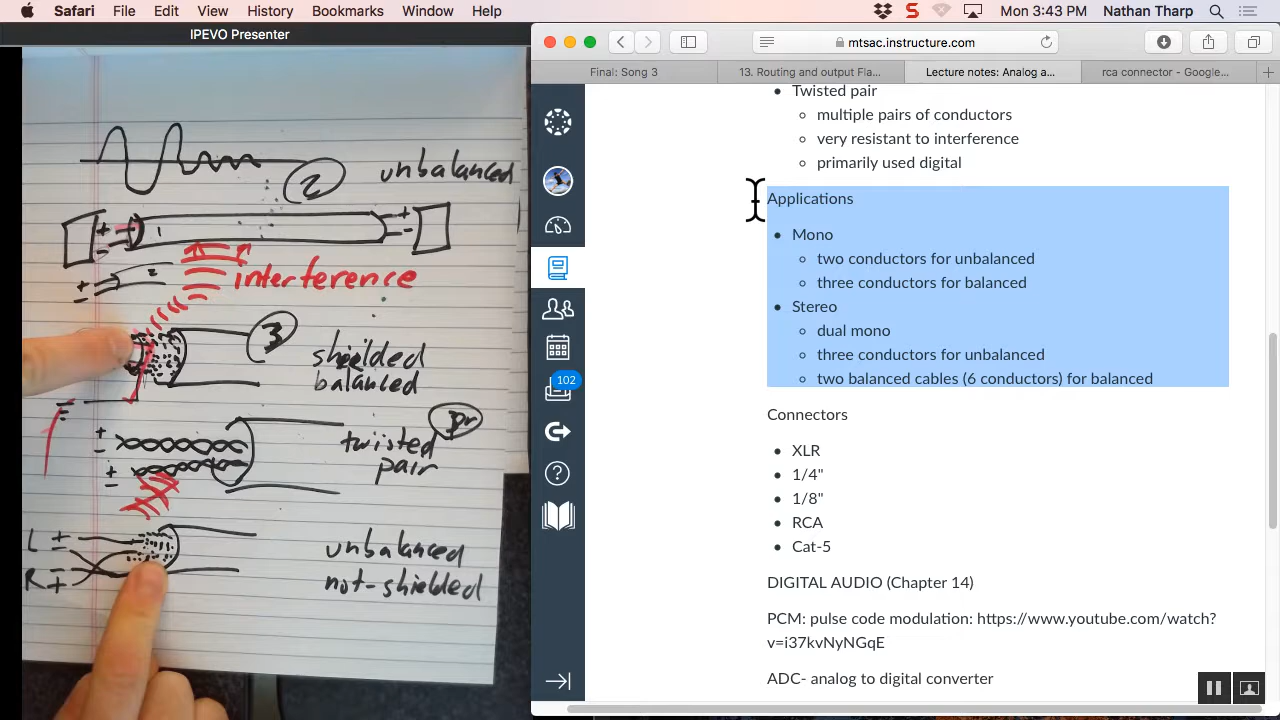 Safari File Edit View History Bookmarks Window Help
Mon 3:43 PM Nathan Tharp
IPEVO Presenter
mtsac.instructure.com
Final: Song 3
13. Routing and output Fla...
Lecture notes: Analog a...
rca connector - Google...
unbalanced
2
+ +
- -
1
interference
2
+
-
3
shielded
balanced
E
twisted
pair
pr
+
-
+
-
L +
-
R -
+
unbalanced
not-shielded
102
• Twisted pair
◦ multiple pairs of conductors
◦ very resistant to interference
◦ primarily used digital
Applications
• Mono
◦ two conductors for unbalanced
◦ three conductors for balanced
• Stereo
◦ dual mono
◦ three conductors for unbalanced
◦ two balanced cables (6 conductors) for balanced
Connectors
• XLR
• 1/4"
• 1/8"
• RCA
• Cat-5
DIGITAL AUDIO (Chapter 14)
PCM: pulse code modulation: https://www.youtube.com/watch?
v=i37kvNyNGqE
ADC- analog to digital converter